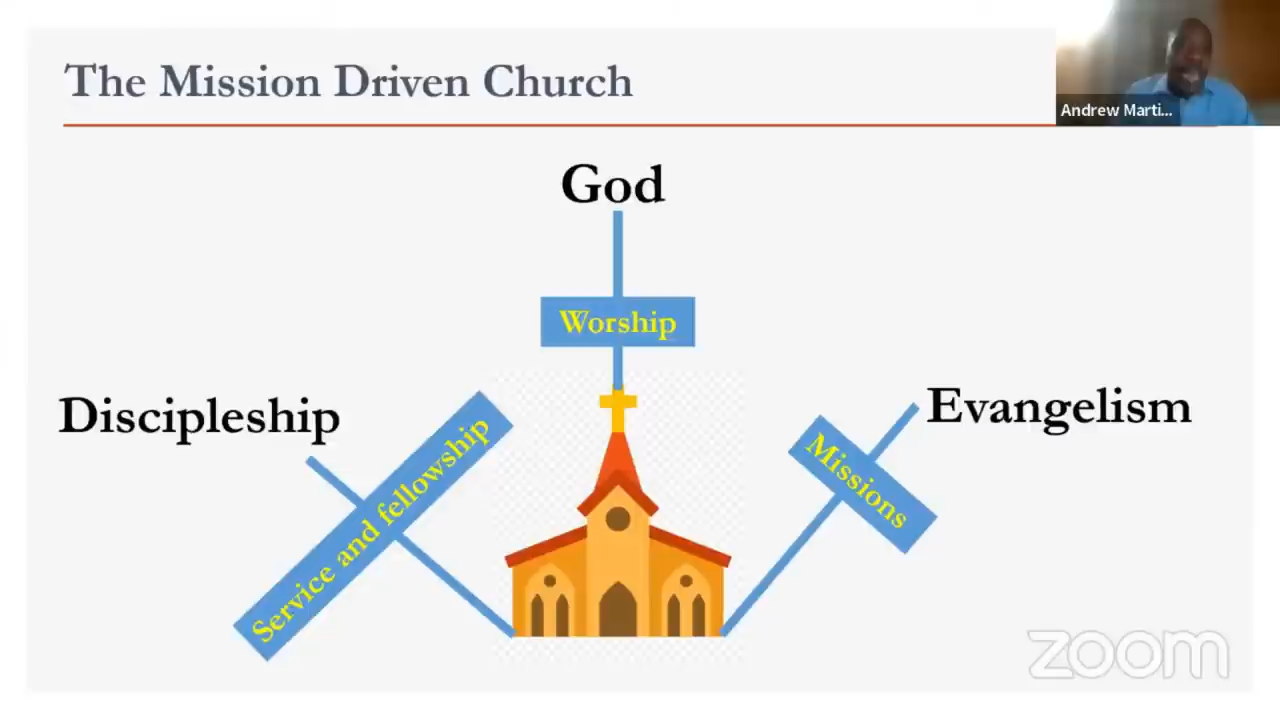 The Mission Driven Church
Andrew Marti...
God
Worship
Discipleship
Service and fellowship
Evangelism
Missions
zoom